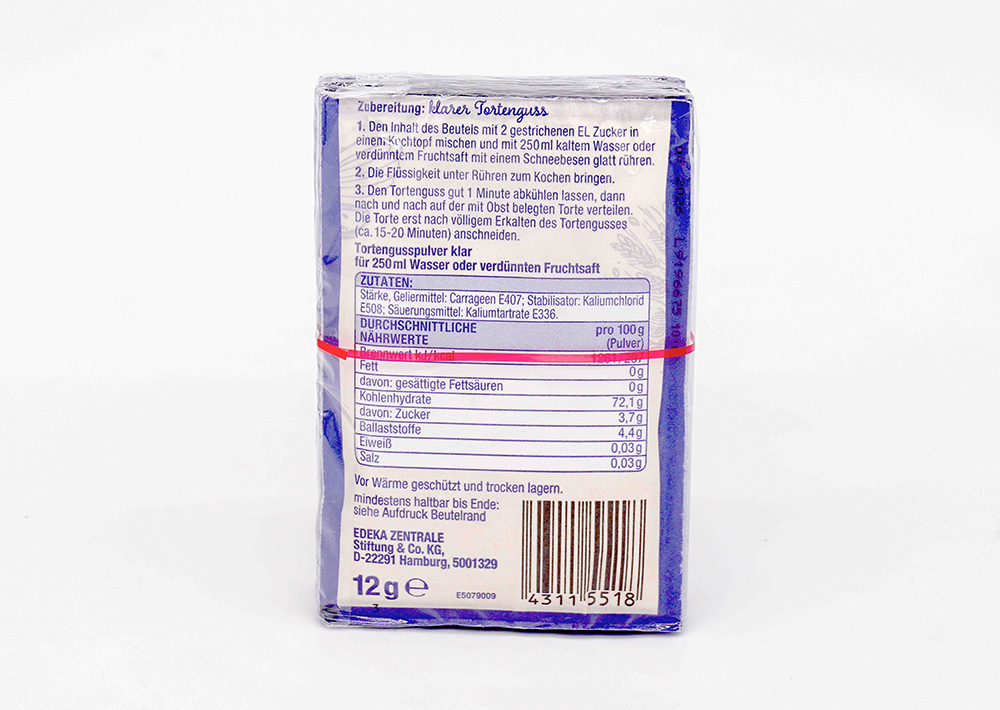 Zubereitung: klarer Tortenguss
1. Den Inhalt des Beutels mit 2 gestrichenen EL Zucker in
einem Kochtopf mischen und mit 250ml kaltem Wasser oder
verdünntem Fruchtsaft mit einem Schneebesen glatt rühren.
2. Die Flüssigkeit unter Rühren zum Kochen bringen.
3. Den Tortenguss gut 1 Minute abkühlen lassen, dann
nach und nach auf der mit Obst belegten Torte verteilen.
Die Torte erst nach völligem Erkalten des Tortengusses
(ca. 15-20 Minuten) anschneiden.
Tortengusspulver klar
für 250ml Wasser oder verdünnten Fruchtsaft
ZUTATEN:
Stärke, Geliermittel: Carrageen E407; Stabilisator: Kaliumchlorid
E508; Säuerungsmittel: Kaliumtartrate E336.
DURCHSCHNITTLICHE pro 100g
NÄHRWERTE (Pulver)
Brennwert kJ/kcal
Fett 0g
davon: gesättigte Fettsäuren 0g
Kohlenhydrate 72,1g
davon: Zucker 3,7g
Ballaststoffe 4,4g
Eiweiß 0,03g
Salz 0,03g
Vor Wärme geschützt und trocken lagern.
mindestens haltbar bis Ende:
siehe Aufdruck Beutelrand
EDEKA ZENTRALE
Stiftung & Co. KG,
D-22291 Hamburg, 5001329
12g e
E5079009
4311 5518
3